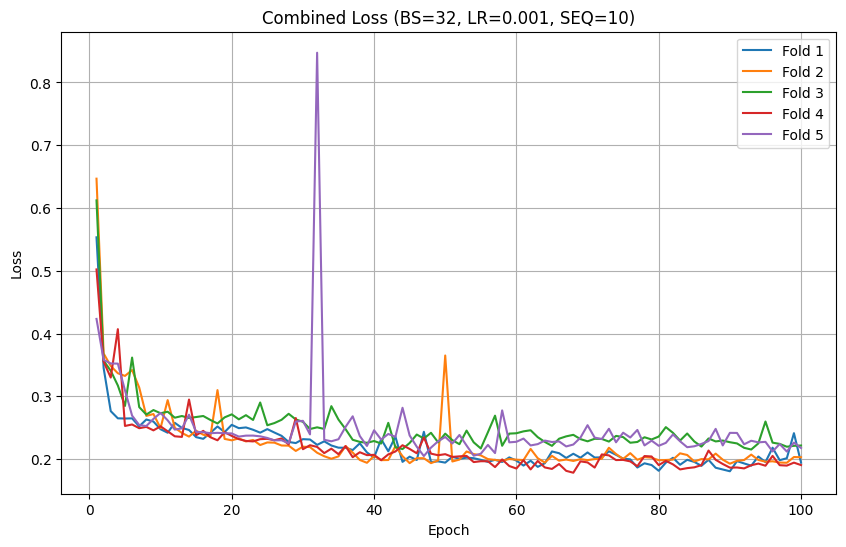 Combined Loss (BS=32, LR=0.001, SEQ=10)
Fold 1
Fold 2
Fold 3
Fold 4
Fold 5
Loss
0.8
0.7
0.6
0.5
0.4
0.3
0.2
0 20 40 60 80 100
Epoch